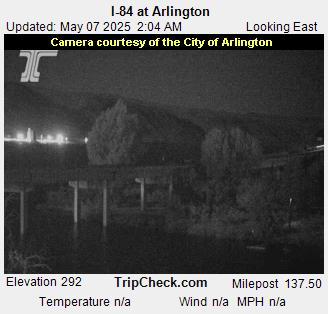 I-84 at Arlington
Updated: May 07 2025 2:04 AM Looking East
Camera courtesy of the City of Arlington
Elevation 292 TripCheck.com Milepost 137.50
Temperature n/a Wind n/a MPH n/a